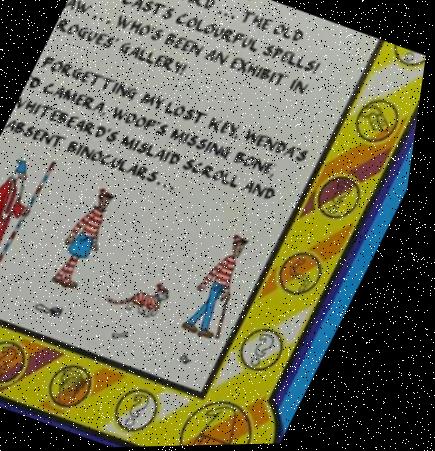 THE OLD
CAST'S COLOURFUL SPELLS!
WHO'S BEEN AN EXHIBIT IN
ROGUES GALLERY!
FORGETTING MY LOST KEY, WENDA'S
D CAMERA, WOOF'S MISSING BONE,
WHITEBEARD'S MISLAID SCROLL AND
ABSENT BINOCULARS...